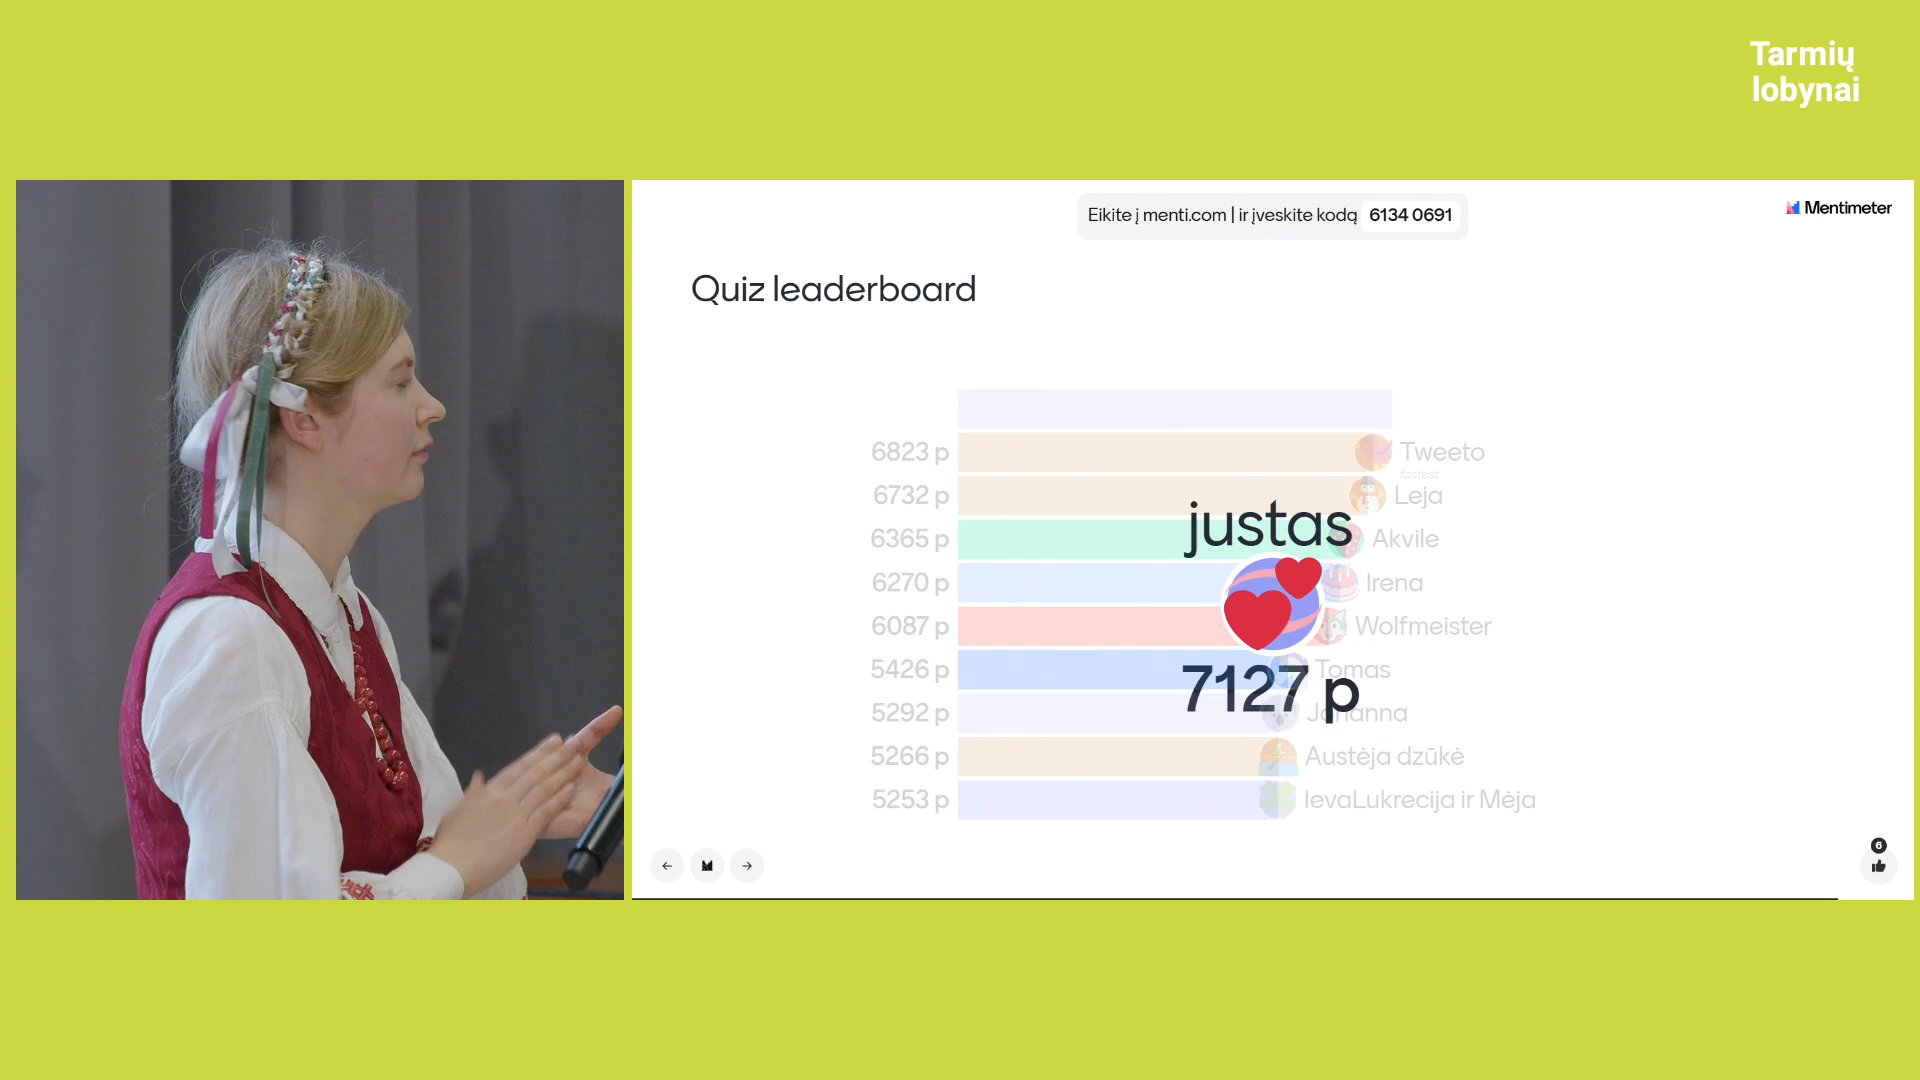 Tarmių
lobynai
Eikite į menti.com | ir įveskite kodą 6134 0691
Mentimeter
Quiz leaderboard
6823 p Tweeto
fastest
6732 p Leja
justas
6365 p Akvile
6270 p Irena
6087 p Wolfmeister
5426 p Tomas
7127 p
5292 p Johanna
5266 p Austėja dzūkė
5253 p IevaLukrecija ir Mėja
6